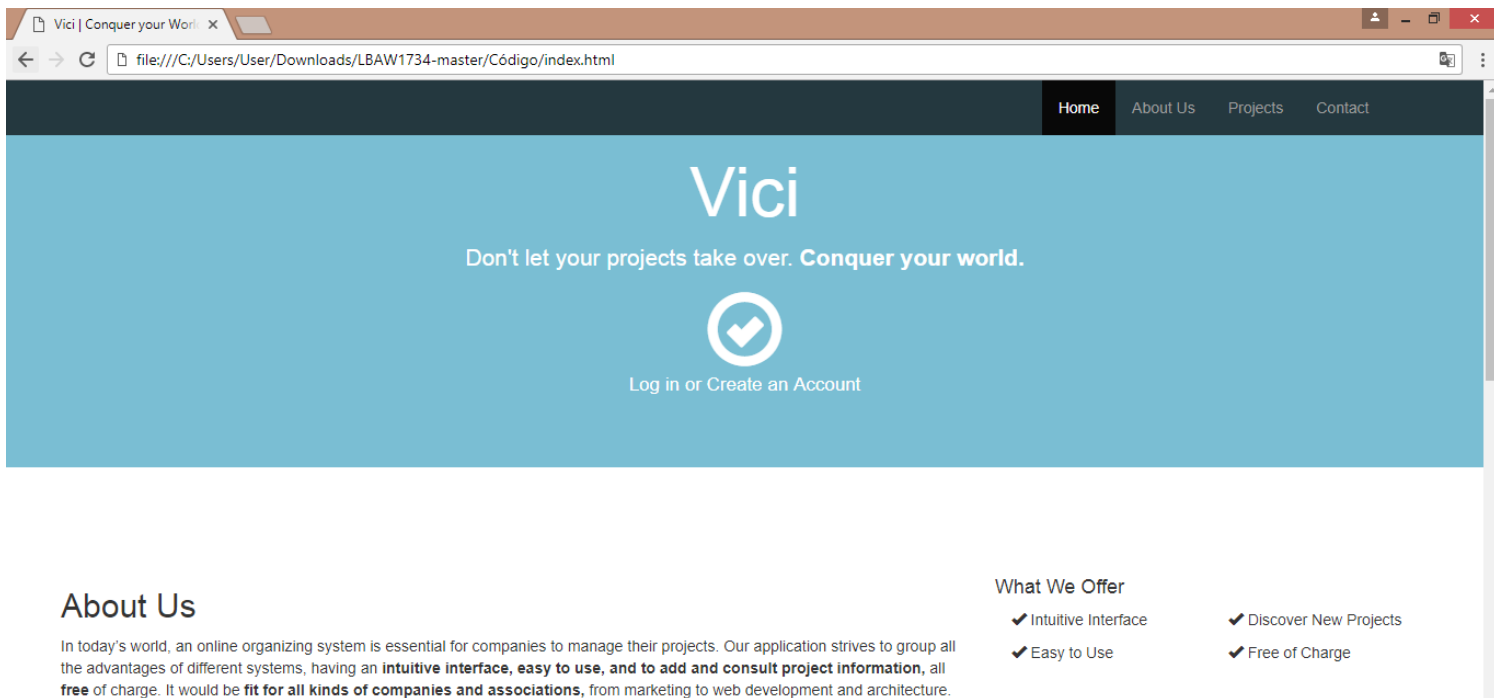 Vici | Conquer your Worl
file:///C:/Users/User/Downloads/LBAW1734-master/Código/index.html
Home About Us Projects Contact
Vici
Don't let your projects take over. Conquer your world.
Log in or Create an Account
About Us
In today's world, an online organizing system is essential for companies to manage their projects. Our application strives to group all
the advantages of different systems, having an intuitive interface, easy to use, and to add and consult project information, all
free of charge. It would be fit for all kinds of companies and associations, from marketing to web development and architecture.
What We Offer
Intuitive Interface
Discover New Projects
Easy to Use
Free of Charge